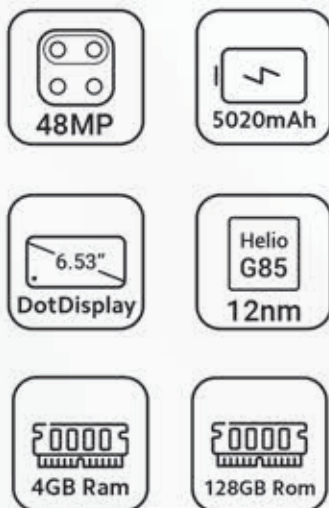 48MP
5020mAh
6.53"
DotDisplay
Helio
G85
12nm
4GB Ram
128GB Rom